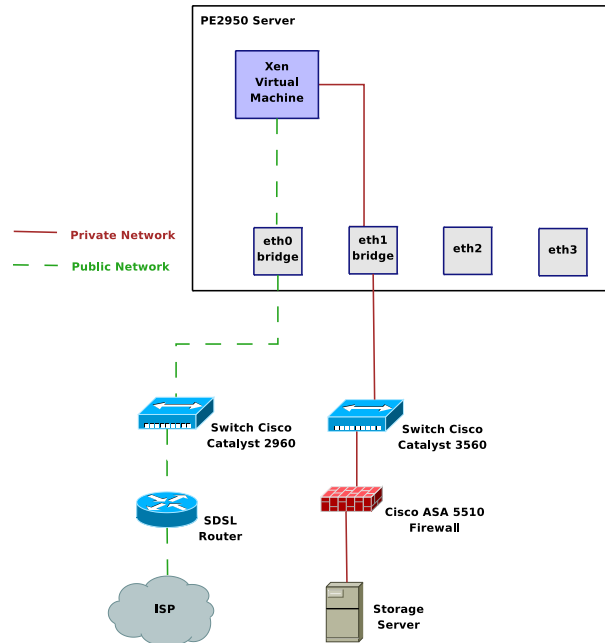 PE2950 Server
Xen
Virtual
Machine
eth0
bridge
eth1
bridge
eth2
eth3
Private Network
Public Network
Switch Cisco
Catalyst 2960
Switch Cisco
Catalyst 3560
SDSL
Router
Cisco ASA 5510
Firewall
ISP
Storage
Server